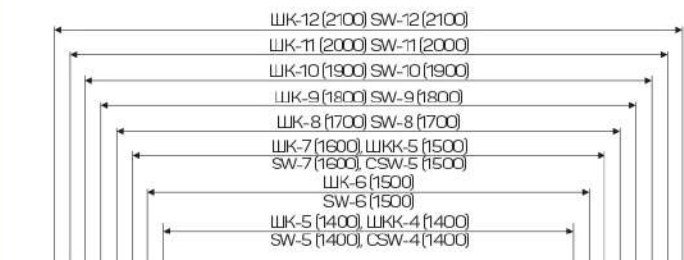 ШК-12 (2100) SW-12 (2100)
ШК-11 (2000) SW-11 (2000)
ШК-10 (1900) SW-10 (1900)
ШК-9 (1800) SW-9 (1800)
ШК-8 (1700) SW-8 (1700)
ШК-7 (1600), ШКК-5 (1500)
SW-7 (1600), CSW-5 (1500)
ШК-6 (1500)
SW-6 (1500)
ШК-5 (1400), ШКК-4 (1400)
SW-5 (1400), CSW-4 (1400)